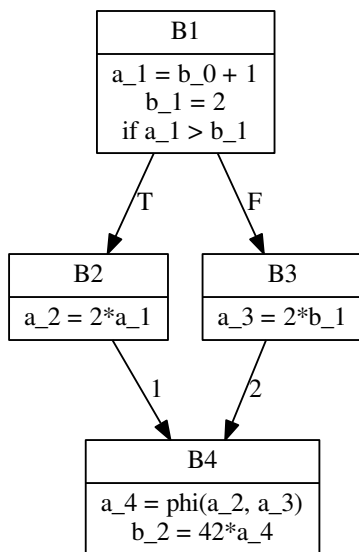 B1
a_1 = b_0 + 1
b_1 = 2
if a_1 > b_1
T
F
B2
a_2 = 2*a_1
B3
a_3 = 2*b_1
1
2
B4
a_4 = phi(a_2, a_3)
b_2 = 42*a_4